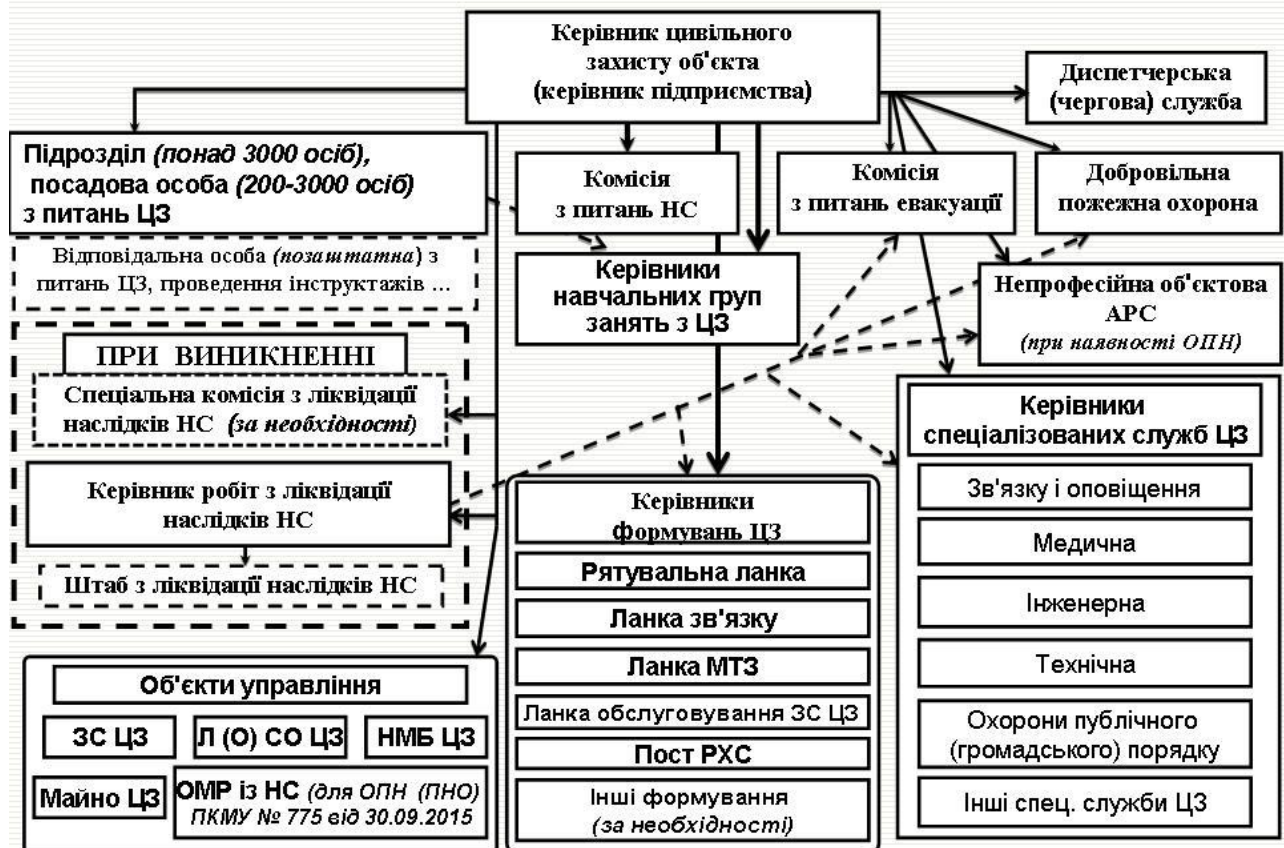 Керівник цивільного
захисту об'єкта
(керівник підприємства)
Диспетчерська
(чергова) служба
Підрозділ (понад 3000 осіб),
посадова особа (200-3000 осіб)
з питань ЦЗ
Комісія
з питань НС
Комісія
з питань евакуації
Добровільна
пожежна охорона
Відповідальна особа (позаштатна) з
питань ЦЗ, проведення інструктажів ...
Керівники
навчальних груп
занять з ЦЗ
Непрофесійна об'єктова
АРС
(при наявності ОПН)
ПРИ ВИНИКНЕННІ
Спеціальна комісія з ліквідації
наслідків НС (за необхідності)
Керівник робіт з ліквідації
наслідків НС
Штаб з ліквідації наслідків НС
Об'єкти управління
ЗС ЦЗ
Л (О) СО ЦЗ
НМБ ЦЗ
Майно ЦЗ
ОМР із НС (для ОПН (ПНО)
ПКМУ № 775 від 30.09.2015
Керівники
формувань ЦЗ
Рятувальна ланка
Ланка зв'язку
Ланка МТЗ
Ланка обслуговування ЗС ЦЗ
Пост РХС
Інші формування
(за необхідності)
Керівники
спеціалізованих служб ЦЗ
Зв'язку і оповіщення
Медична
Інженерна
Технічна
Охорони публічного
(громадського) порядку
Інші спец. служби ЦЗ